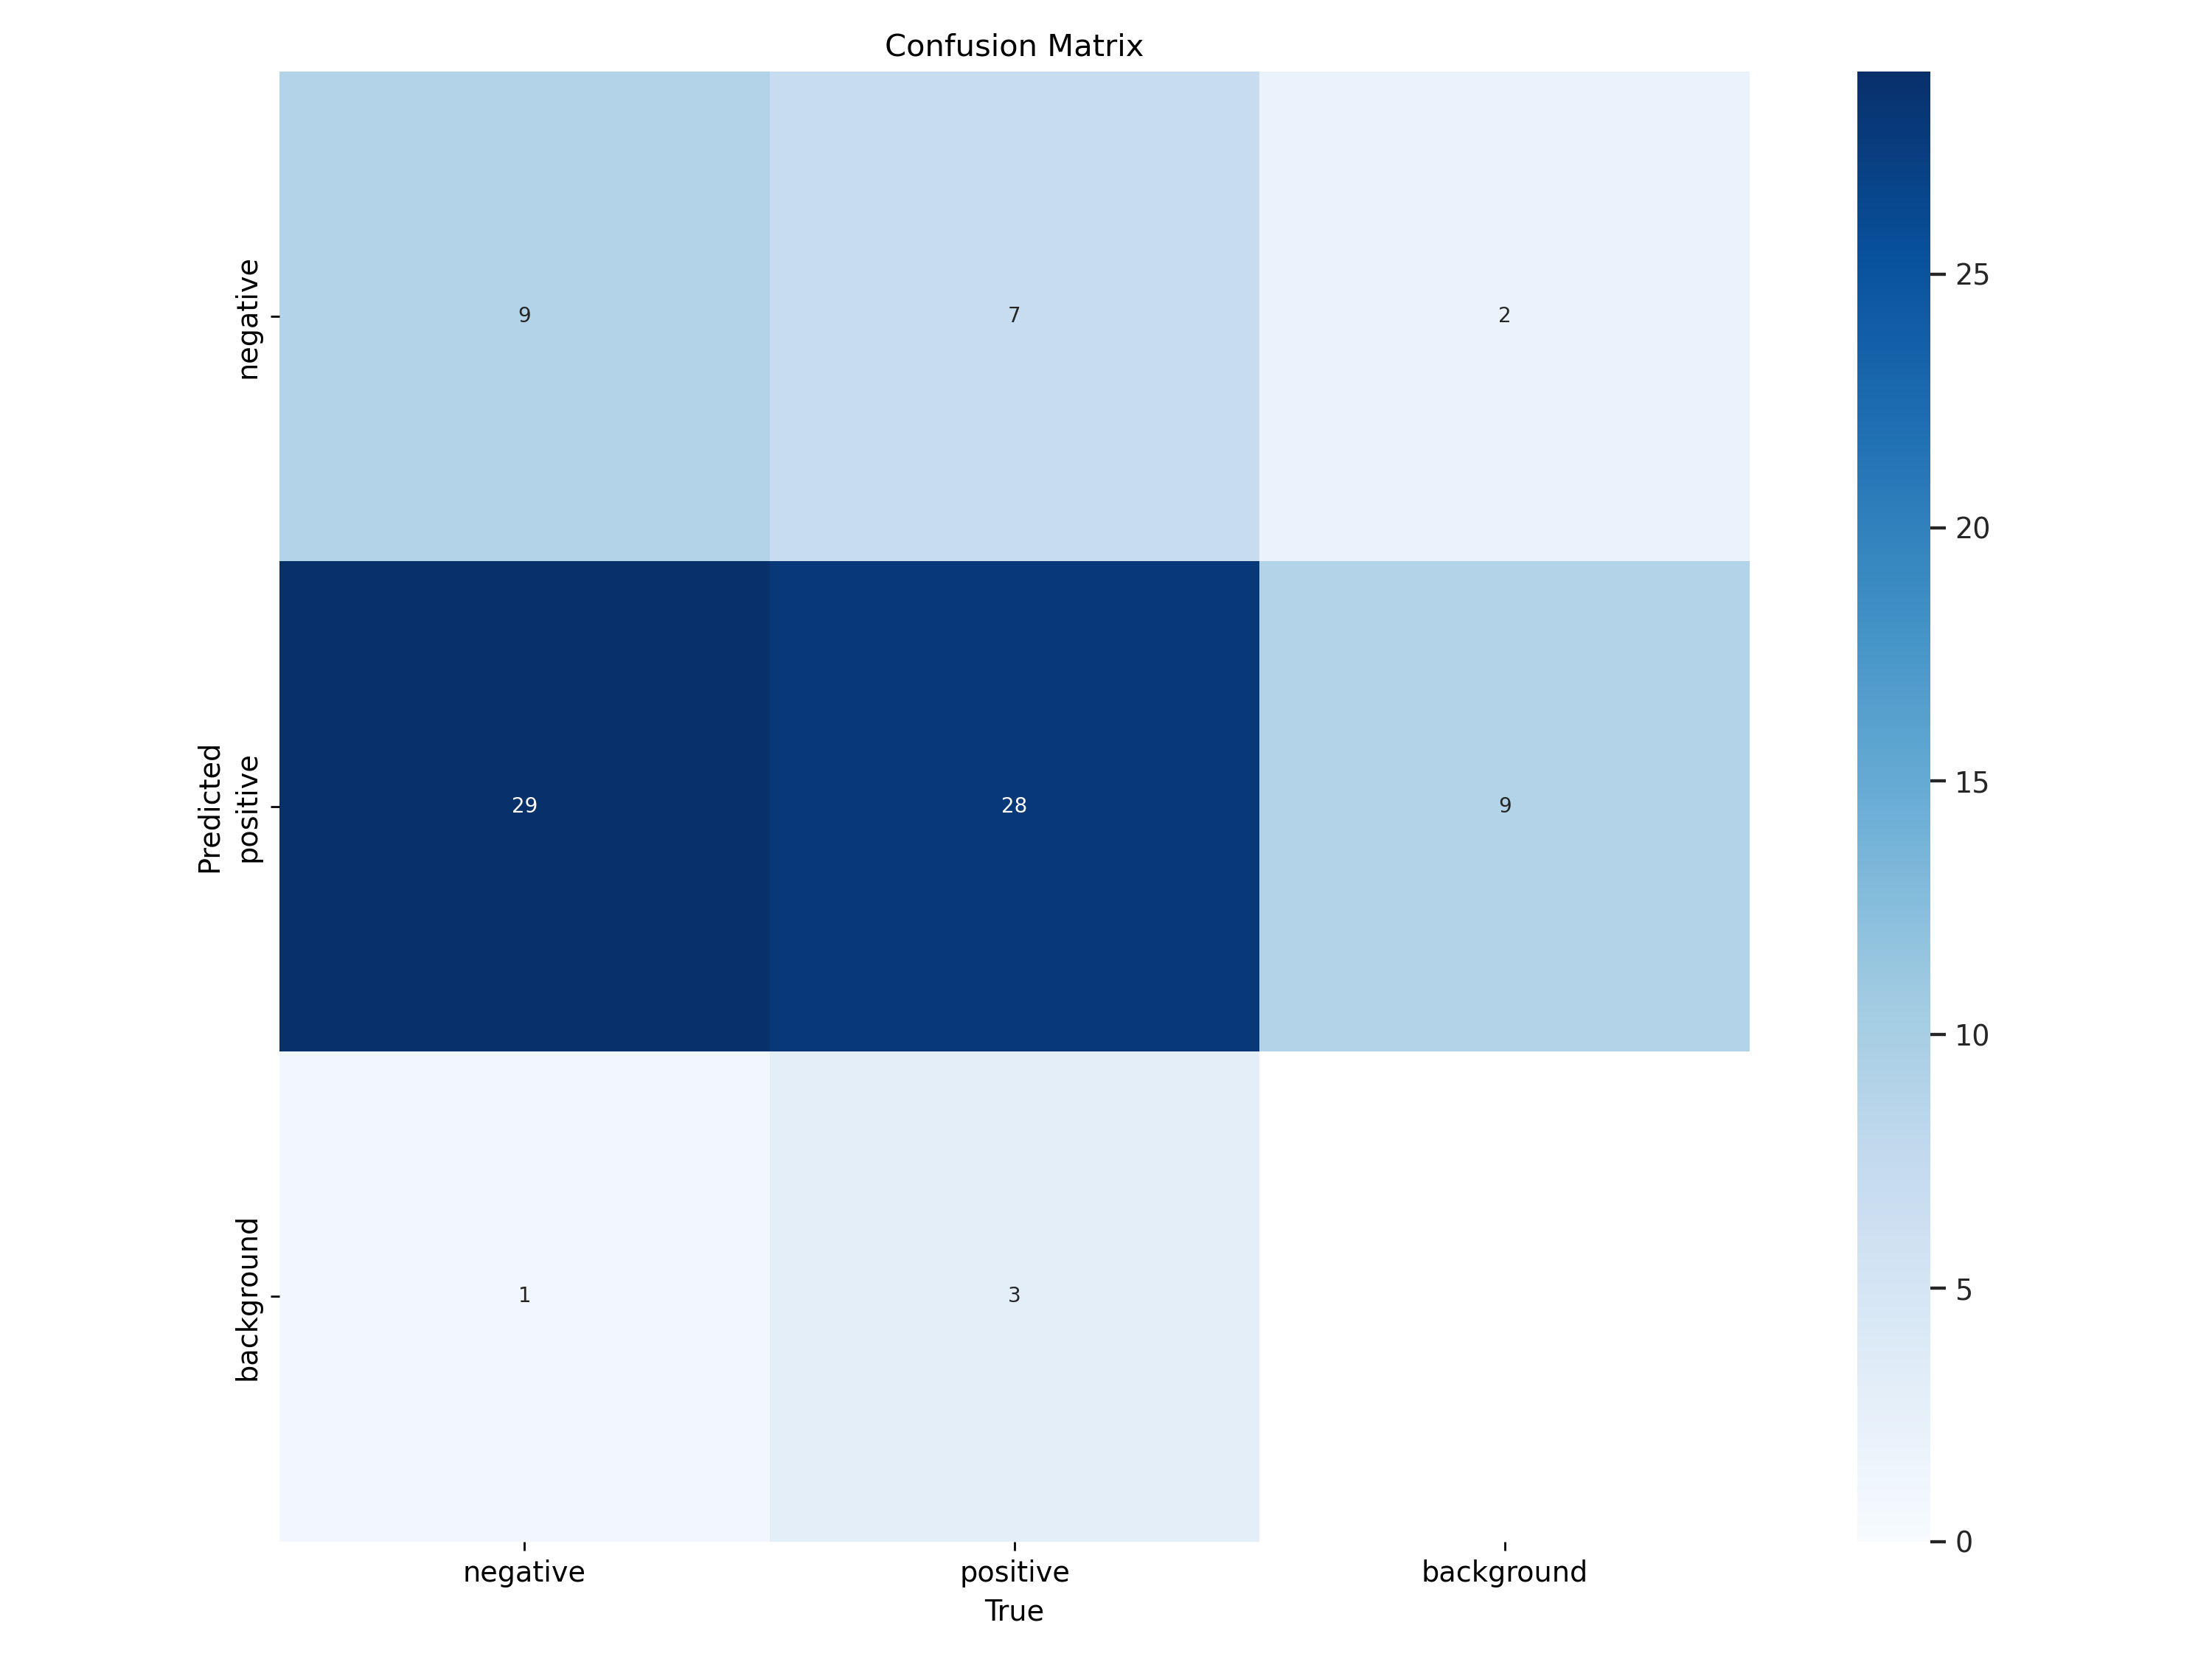 Confusion Matrix
negative
9
7
2
25
20
Predicted
positive
29
28
9
15
10
background
1
3
5
0
negative
positive
background
True